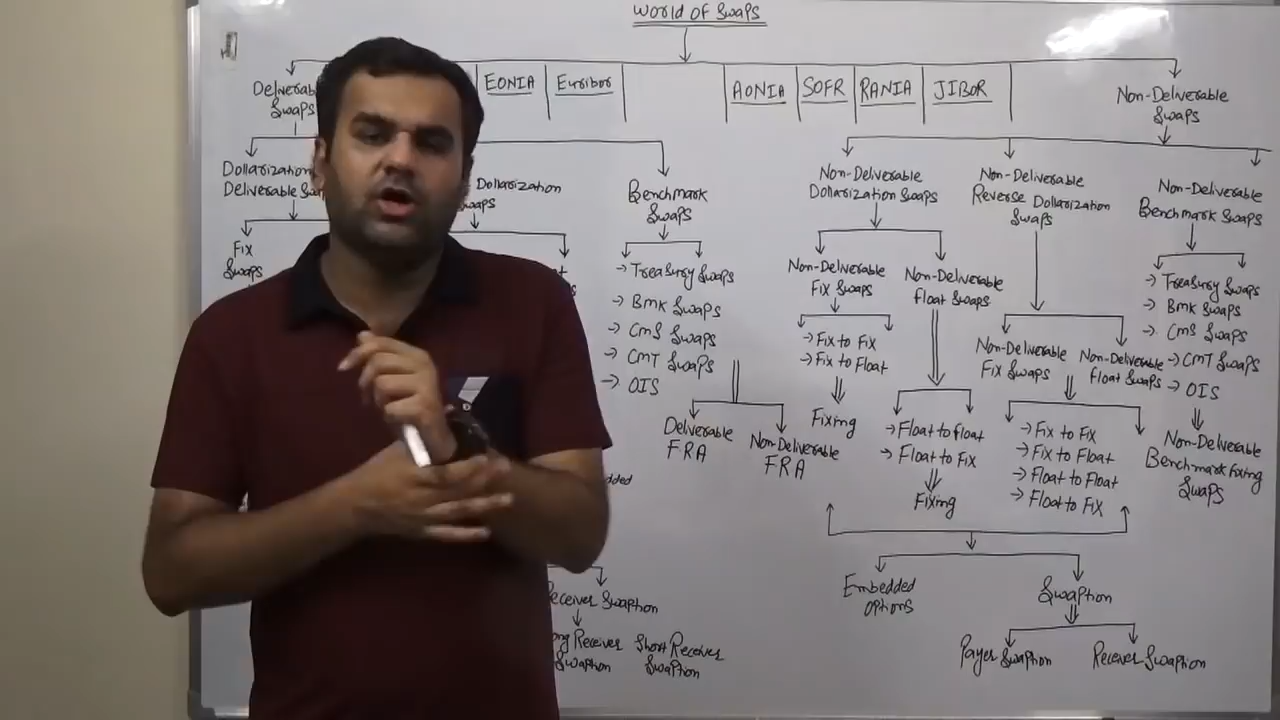 World of Swaps
EONIA
Euribor
AONIA
SOFR
RANIA
JIBOR
Swaps
Non-Deliverable
Swaps
Dollarization
Dollarization
Benchmark
Swaps
Non-Deliverable
Dollarization Swaps
Non-Deliverable
Reverse Dollarization
Swaps
Non-Deliverable
Benchmark Swaps
Fix
Swaps
→ Treasury Swaps
→ Bmk Swaps
→ CmS Swaps
→ CMT Swaps
→ OIS
Deliverable
FRA
Non-Deliverable
FRA
Non-Deliverable
Fix Swaps
→ Fix to Fix
→ Fix to Float
Fixing
Non-Deliverable
Float Swaps
→ Float to float
→ Float to Fix
Fixing
Non-Deliverable
Fix Swaps
Non-Deliverable
Float Swaps
→ Fix to Fix
→ Fix to Float
→ Float to Float
→ Float to Fix
→ Treasury Swaps
→ Bmk Swaps
→ CmS Swaps
→ CMT Swaps
→ OIS
Non-Deliverable
Benchmark Fixing
Swaps
Embedded
Options
Swaption
Payer Swaption
Receiver Swaption
Swaption
Receiver
Swaption
Short Receiver
Swaption